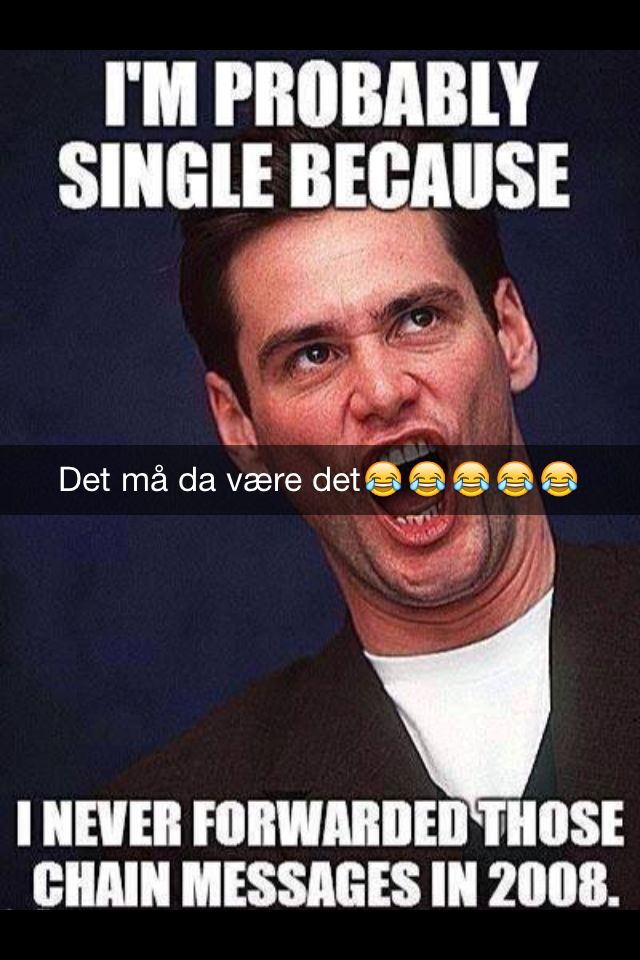 I'M PROBABLY
SINGLE BECAUSE
Det må da være det😂😂😂😂😂
I NEVER FORWARDED THOSE
CHAIN MESSAGES IN 2008.